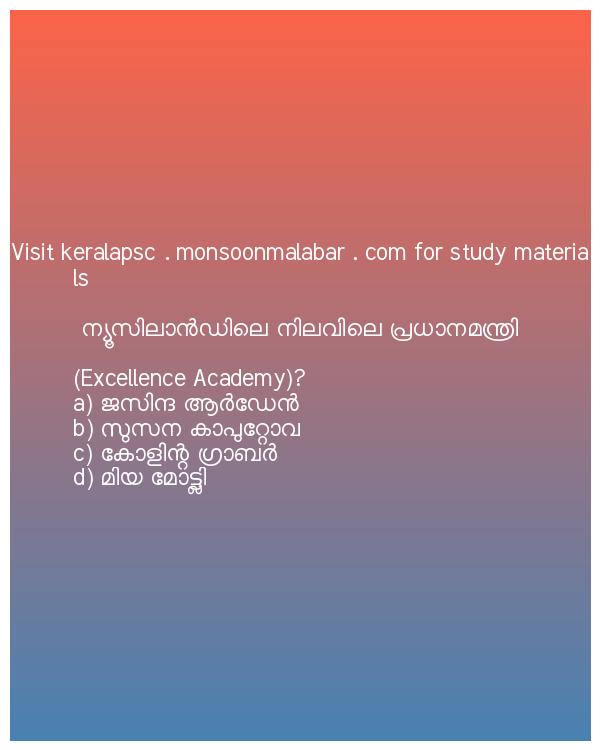 Visit keralapsc . monsoonmalabar . com for study materia
ls
ന്യൂസിലാൻഡിലെ നിലവിലെ പ്രധാനമന്ത്രി
(Excellence Academy)?
a) ജസിന്ദ ആർഡേൻ
b) സുസന കാപുറ്റോവ
c) കോളിന്റ ഗ്രാബർ
d) മിയ മോട്ട്ലി